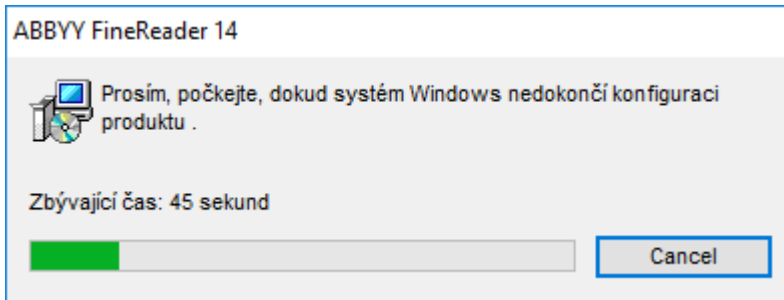 ABBYY FineReader 14
Prosím, počkejte, dokud systém Windows nedokončí konfiguraci
produktu .
Zbývající čas: 45 sekund
Cancel